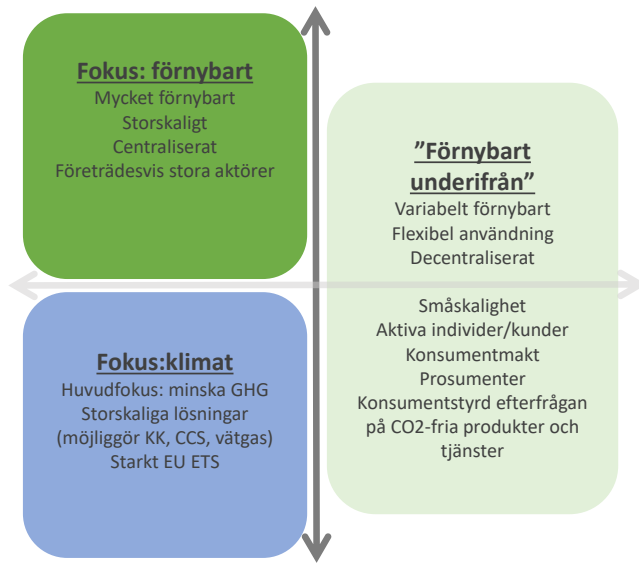 Fokus: förnybart
Mycket förnybart
Storskaligt
Centraliserat
Företrädesvis stora aktörer
”Förnybart
underifrån”
Variabelt förnybart
Flexibel användning
Decentraliserat
Småskalighet
Aktiva individer/kunder
Konsumentmakt
Prosumenter
Konsumentstyrd efterfrågan
på CO2-fria produkter och
tjänster
Fokus:klimat
Huvudfokus: minska GHG
Storskaliga lösningar
(möjliggör KK, CCS, vätgas)
Starkt EU ETS